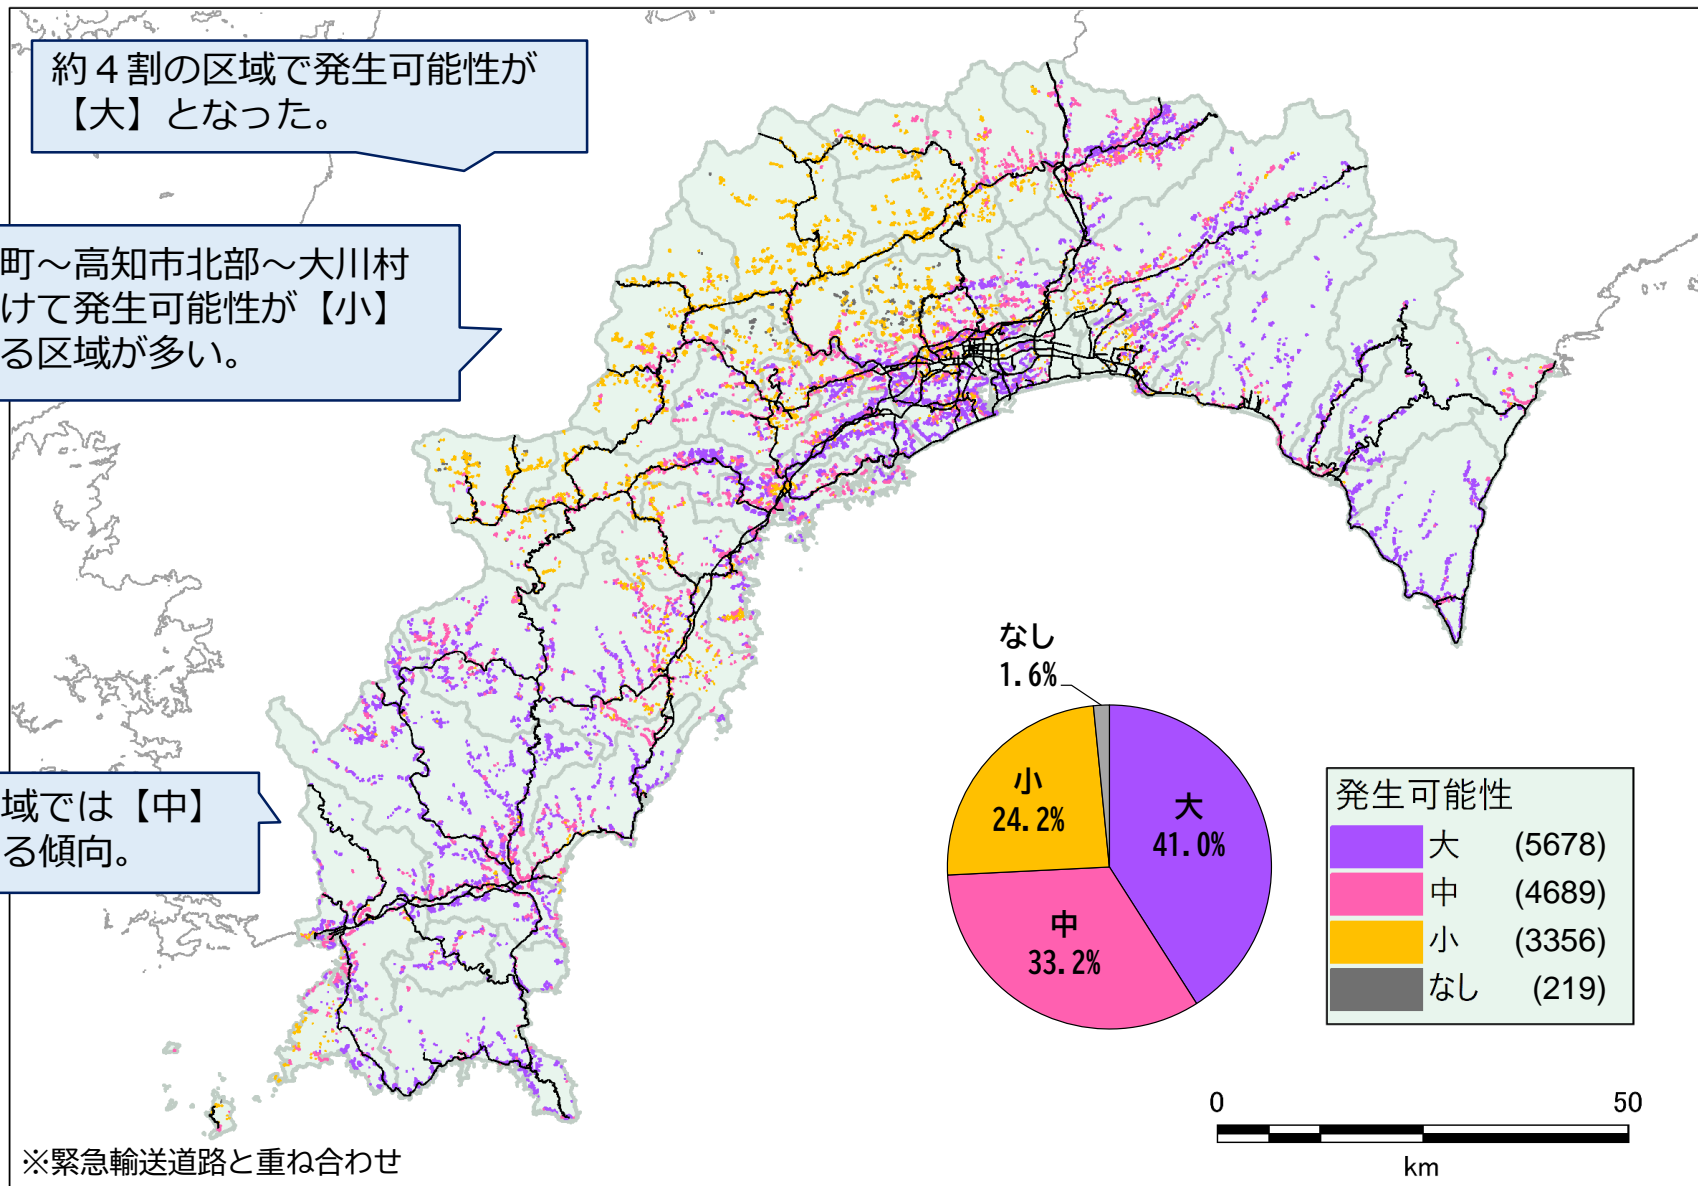 約４割の区域で発生可能性が
【大】となった。
町～高知市北部～大川村
けて発生可能性が【小】
る区域が多い。
域では【中】
る傾向。
なし
1.6%
小
24.2%
大
41.0%
中
33.2%
発生可能性
大 (5678)
中 (4689)
小 (3356)
なし (219)
0 50
km
※緊急輸送道路と重ね合わせ